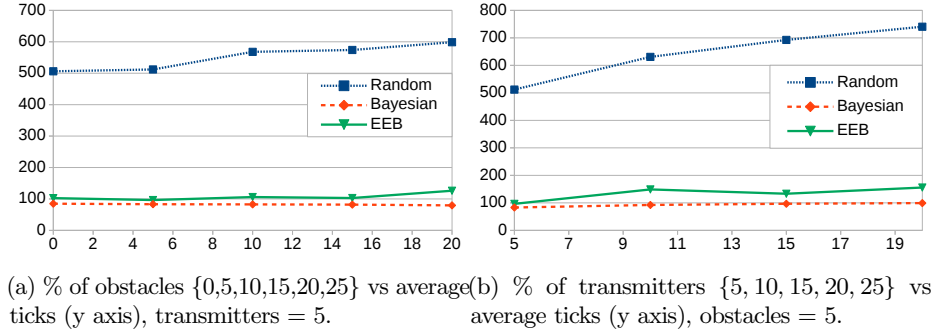 700
600
500
400
300
200
100
0
0 2 4 6 8 10 12 14 16 18 20
Random
Bayesian
EEB
800
700
600
500
400
300
200
100
0
5 7 9 11 13 15 17 19
Random
Bayesian
EEB
(a) % of obstacles {0,5,10,15,20,25} vs average
ticks (y axis), transmitters = 5.
(b) % of transmitters {5, 10, 15, 20, 25} vs
average ticks (y axis), obstacles = 5.